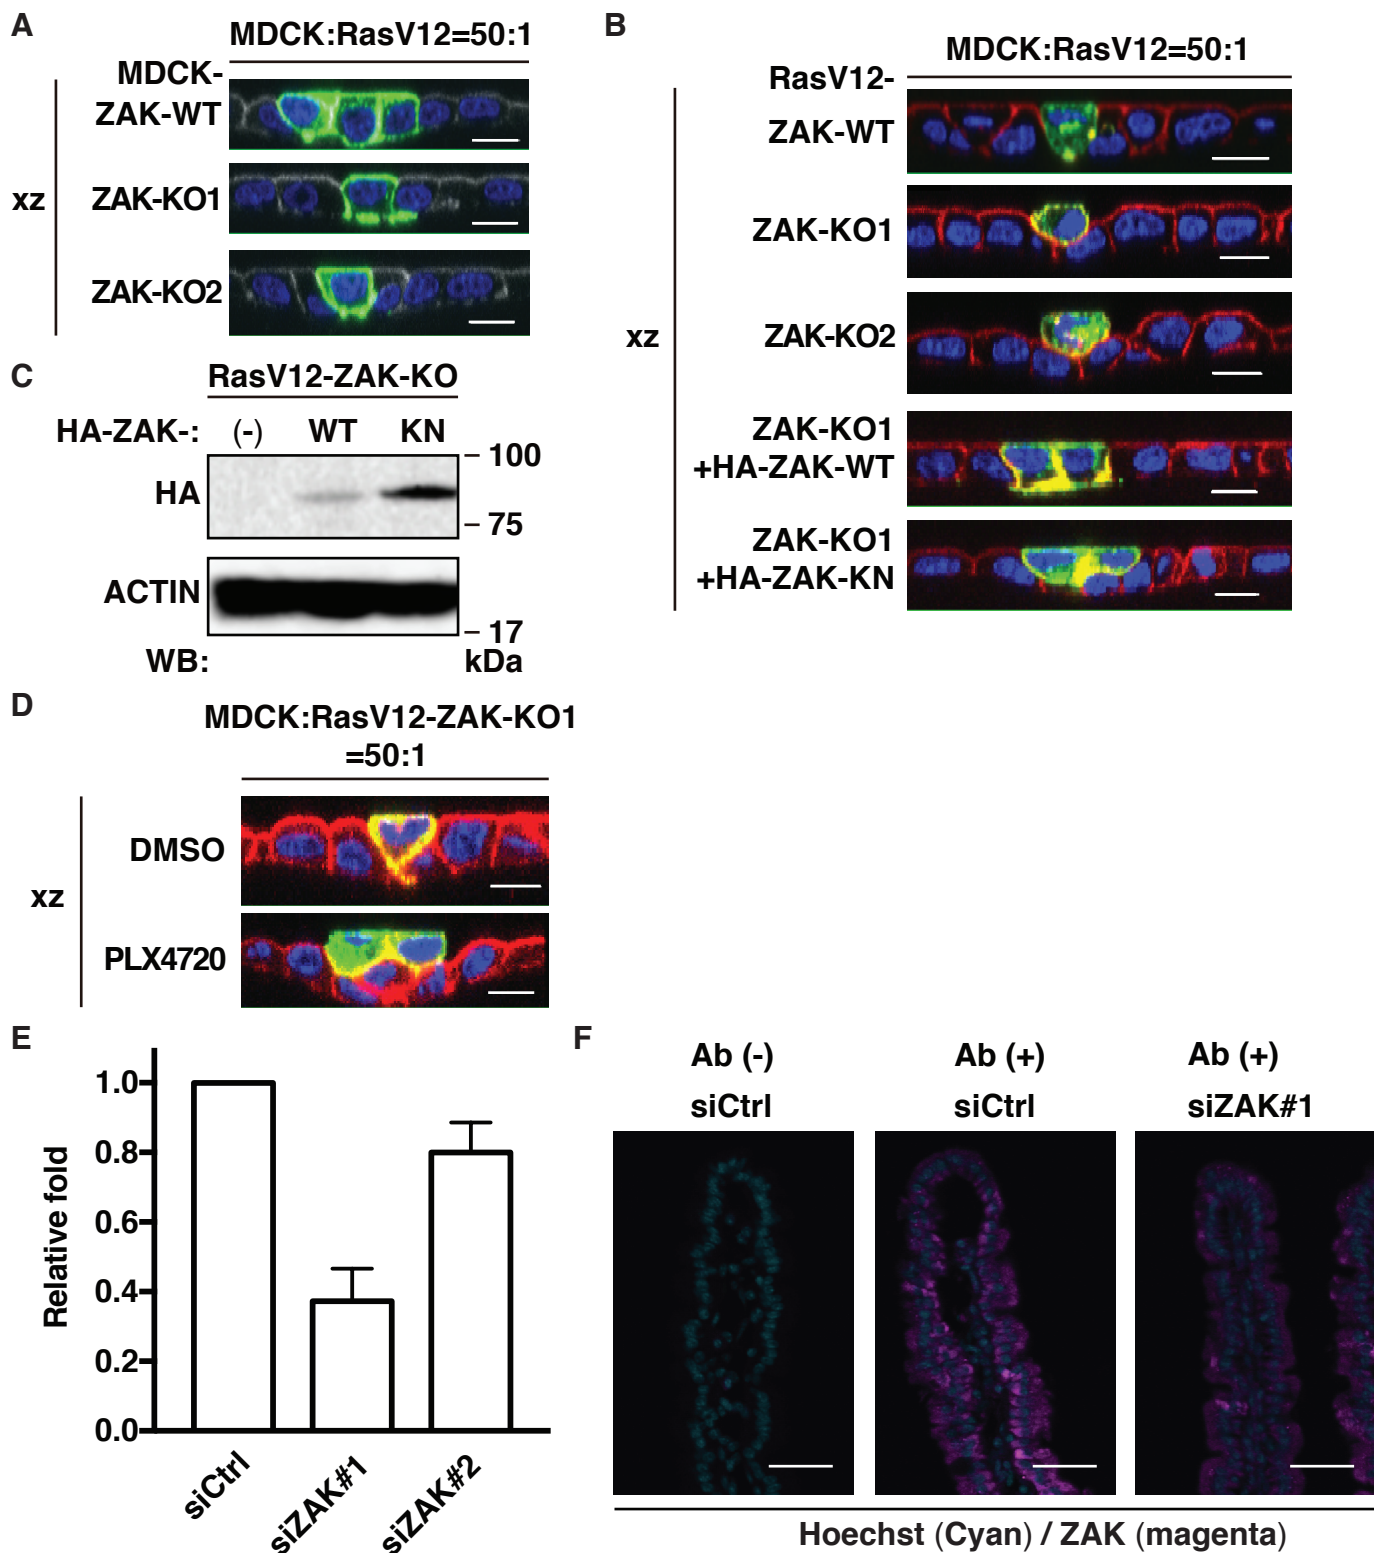 A
MDCK:RasV12=50:1
MDCK-
ZAK-WT
ZAK-KO1
ZAK-KO2
xz
B
MDCK:RasV12=50:1
RasV12-
ZAK-WT
ZAK-KO1
ZAK-KO2
ZAK-KO1
+HA-ZAK-WT
ZAK-KO1
+HA-ZAK-KN
xz
C
RasV12-ZAK-KO
HA-ZAK-: (-) WT KN
HA
100
75
ACTIN
17
WB: kDa
D
MDCK:RasV12-ZAK-KO1
=50:1
DMSO
PLX4720
xz
E
Relative fold
1.0
0.8
0.6
0.4
0.2
0.0
siCtrl
siZAK#1
siZAK#2
F
Ab (-) Ab (+) Ab (+)
siCtrl siCtrl siZAK#1
Hoechst (Cyan) / ZAK (magenta)